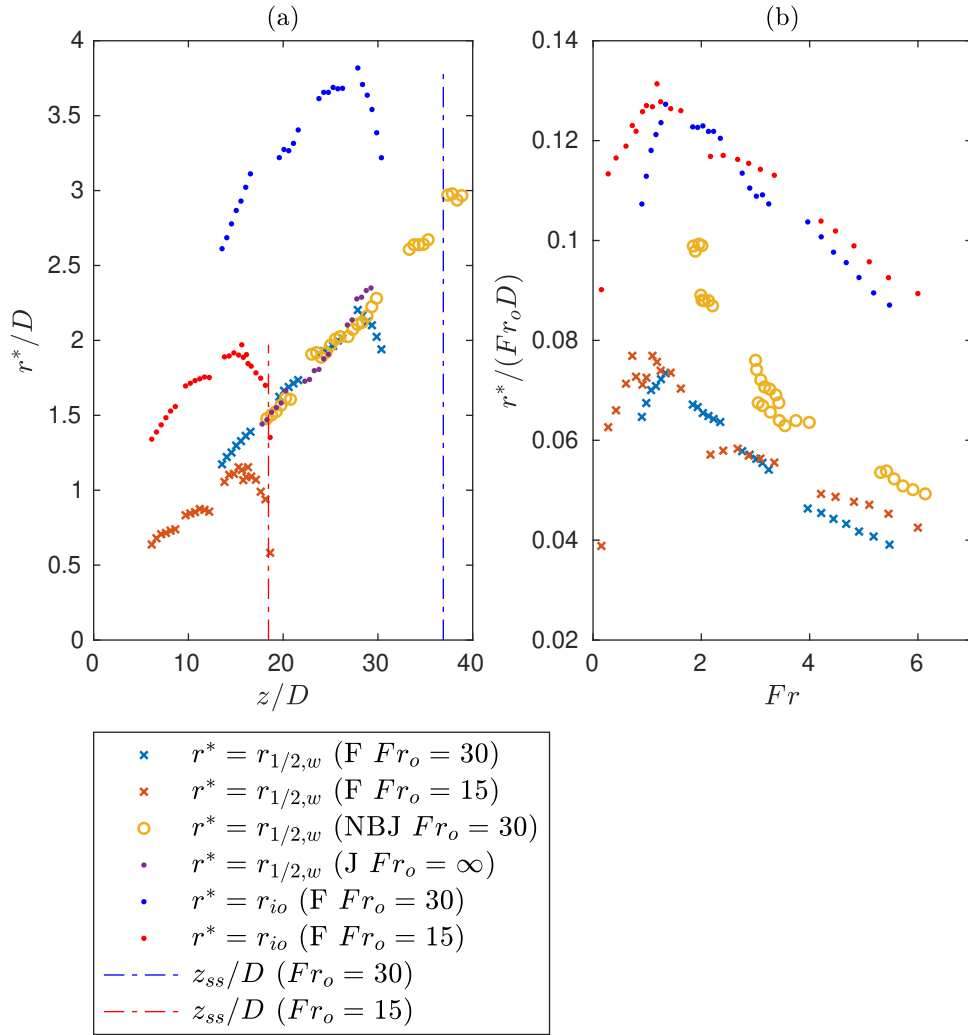 (a)
(b)
4
3.5
3
2.5
2
1.5
1
0.5
0
0 10 20 30 40
r*/D
z/D
0.14
0.12
0.1
0.08
0.06
0.04
0.02
0 2 4 6
r*/(Fr_oD)
Fr
r* = r_{1/2,w} (F Fr_o = 30)
r* = r_{1/2,w} (F Fr_o = 15)
r* = r_{1/2,w} (NBJ Fr_o = 30)
r* = r_{1/2,w} (J Fr_o = ∞)
r* = r_{io} (F Fr_o = 30)
r* = r_{io} (F Fr_o = 15)
z_{ss}/D (Fr_o = 30)
z_{ss}/D (Fr_o = 15)